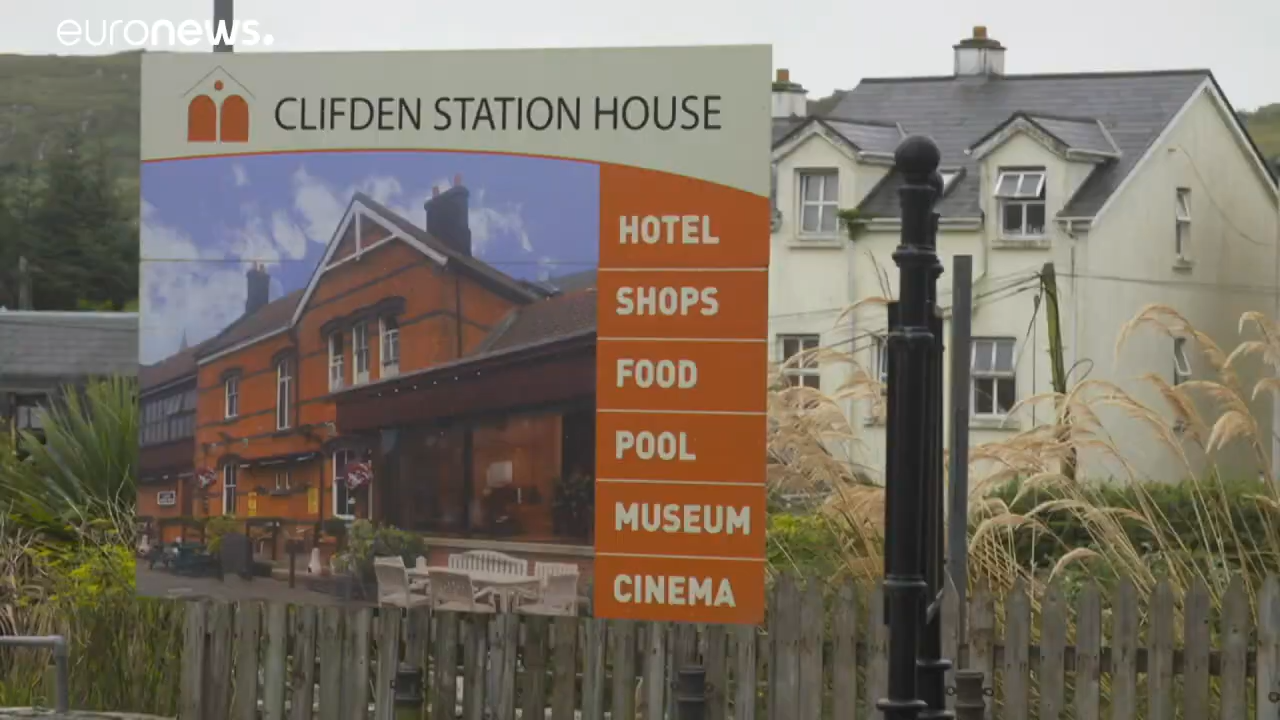 euronews.
CLIFDEN STATION HOUSE
HOTEL
SHOPS
FOOD
POOL
MUSEUM
CINEMA